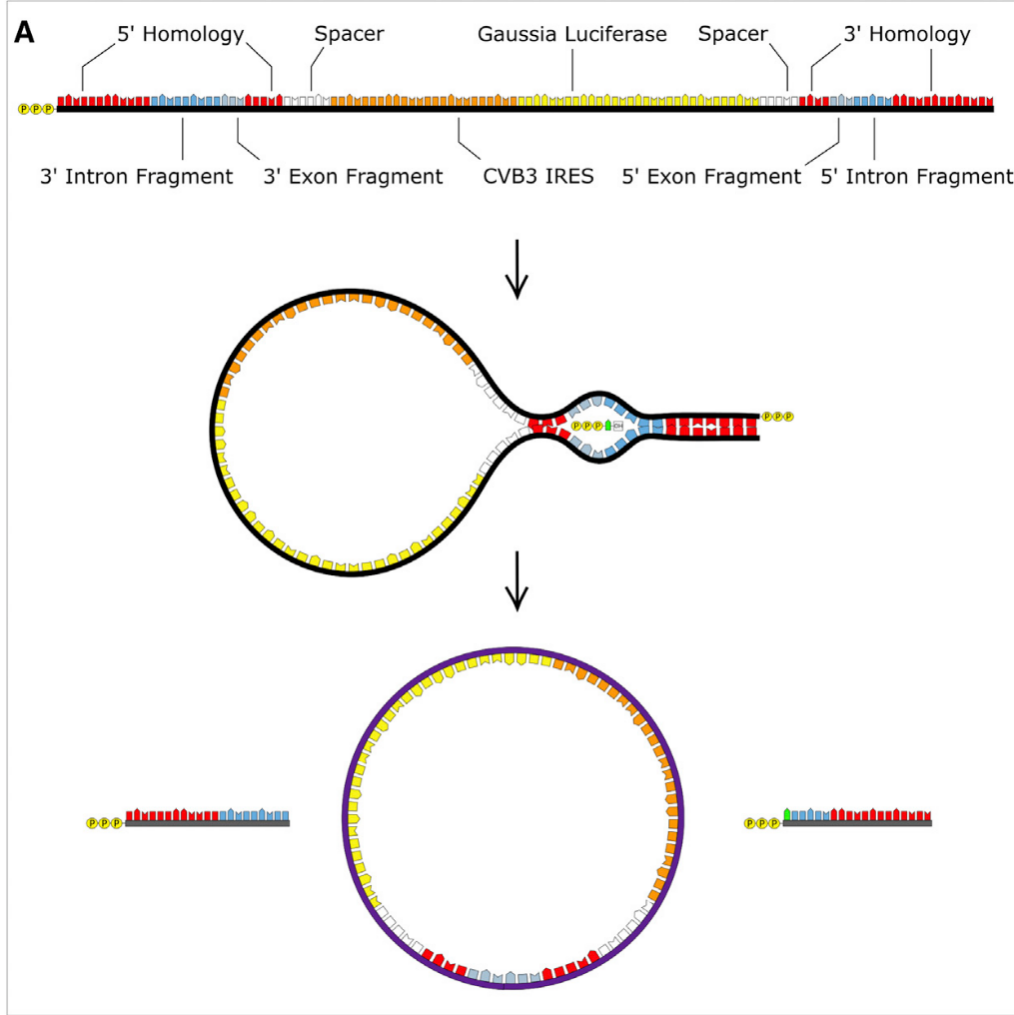 A
5' Homology Spacer Gaussia Luciferase Spacer 3' Homology
P P P
3' Intron Fragment 3' Exon Fragment CVB3 IRES 5' Exon Fragment 5' Intron Fragment
P P P
P P P
P P P
P P P